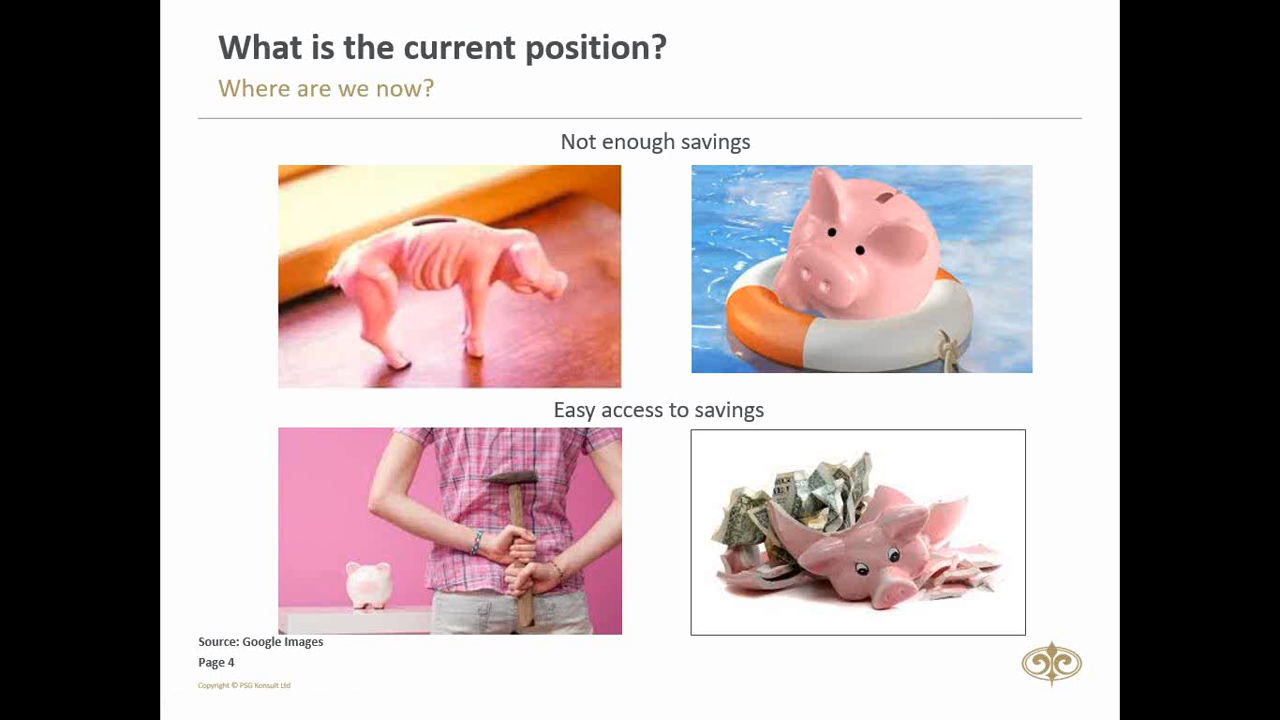 What is the current position?
Where are we now?
Not enough savings
Easy access to savings
Source: Google Images
Page 4
Copyright © PSG Konsult Ltd